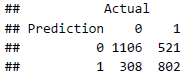 ##           Actual
## Prediction    0    1
##          0 1106  521
##          1  308  802